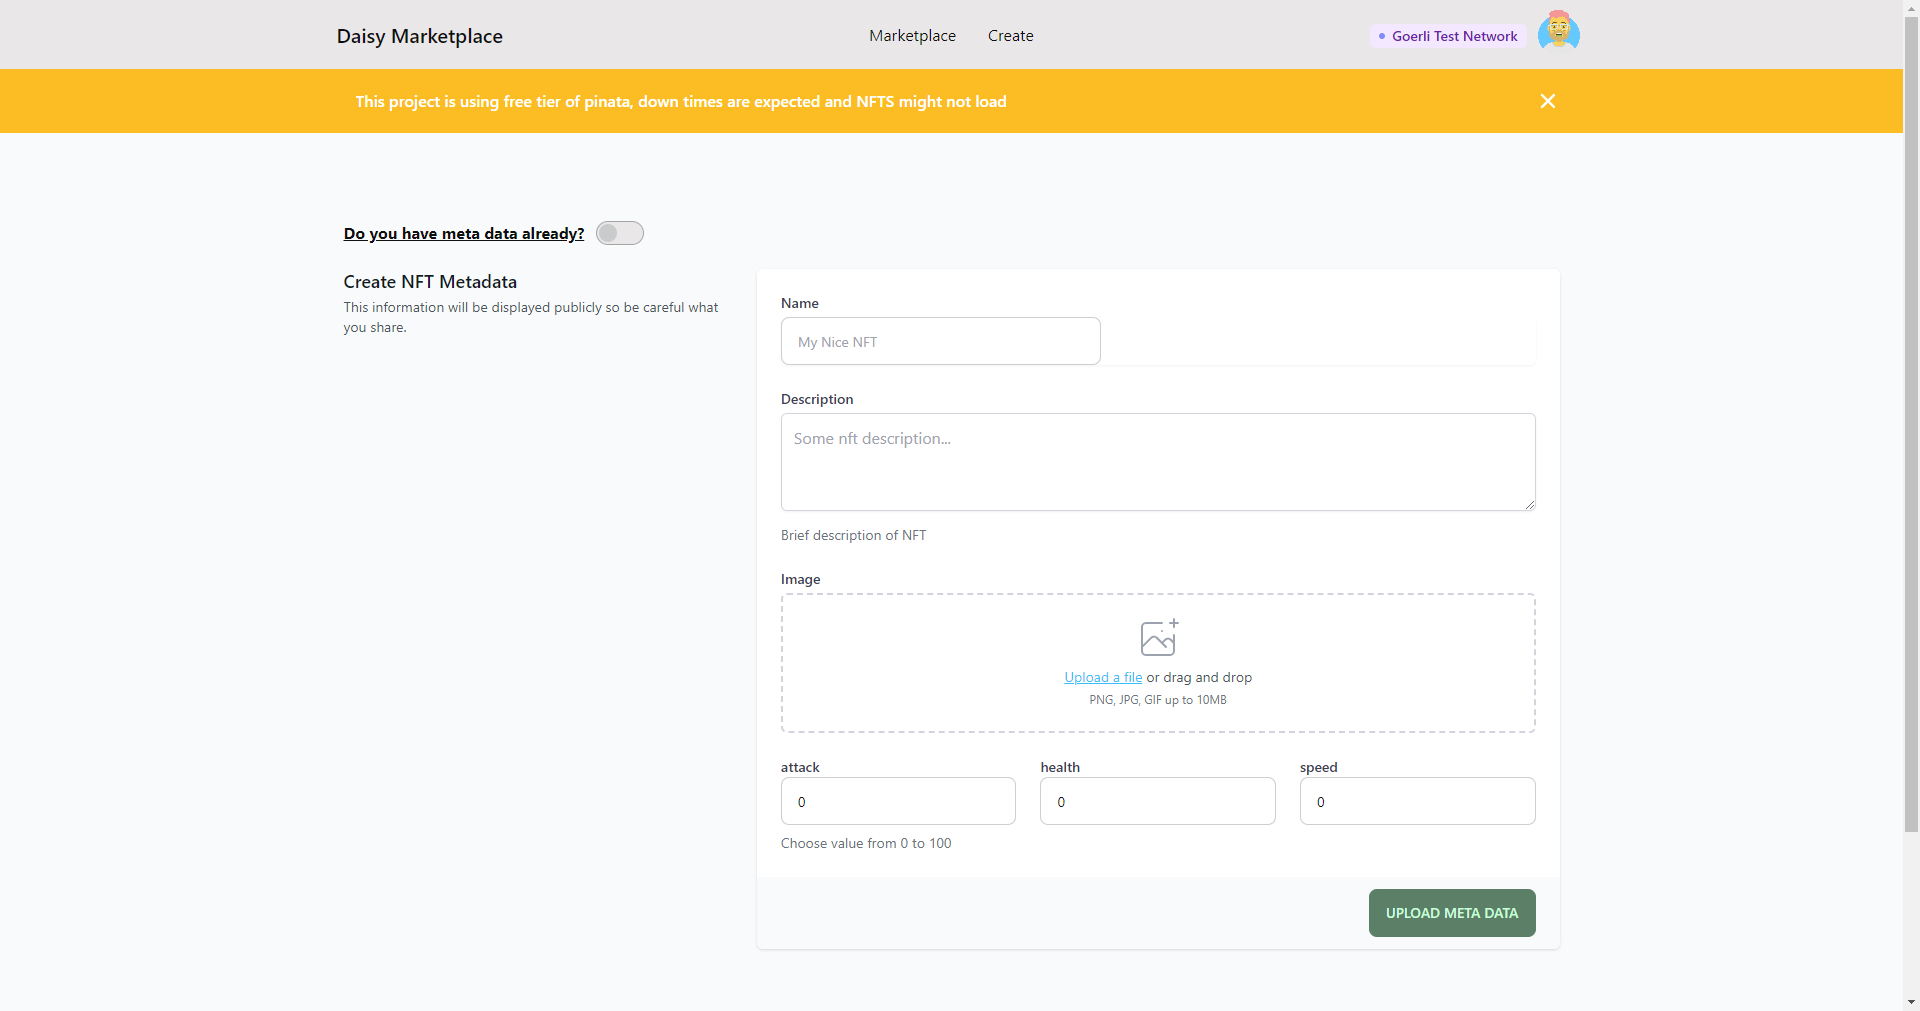 Daisy Marketplace
Marketplace
Create
Goerli Test Network
This project is using free tier of pinata, down times are expected and NFTS might not load
Do you have meta data already?
Create NFT Metadata
This information will be displayed publicly so be careful what
you share.
Name
My Nice NFT
Description
Some nft description...
Brief description of NFT
Image
Upload a file or drag and drop
PNG, JPG, GIF up to 10MB
attack
health
speed
0
0
0
Choose value from 0 to 100
UPLOAD META DATA